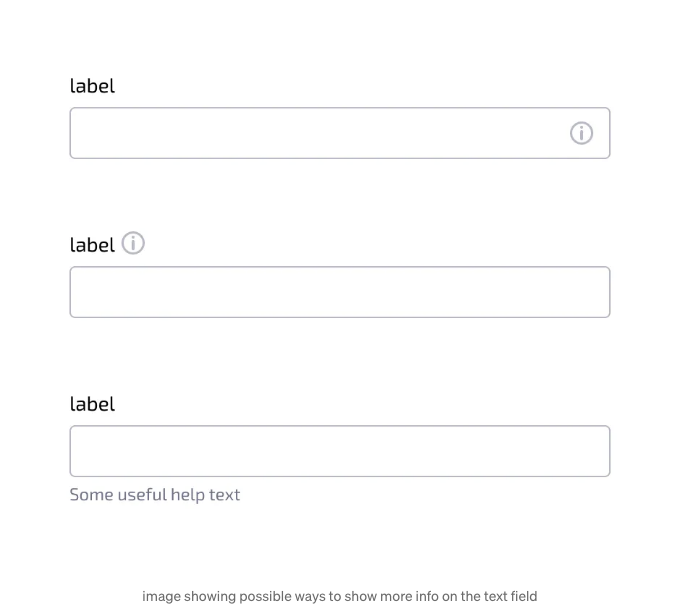 label
label
label
Some useful help text
image showing possible ways to show more info on the text field